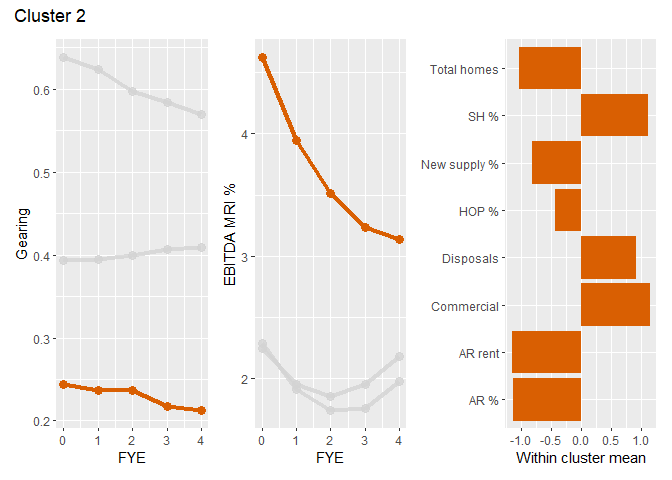 Cluster 2
Gearing
0.6
0.5
0.4
0.3
0.2
0 1 2 3 4
FYE
EBITDA MRI %
4
3
2
0 1 2 3 4
FYE
Total homes
SH %
New supply %
HOP %
Disposals
Commercial
AR rent
AR %
-1.0 -0.5 0.0 0.5 1.0
Within cluster mean